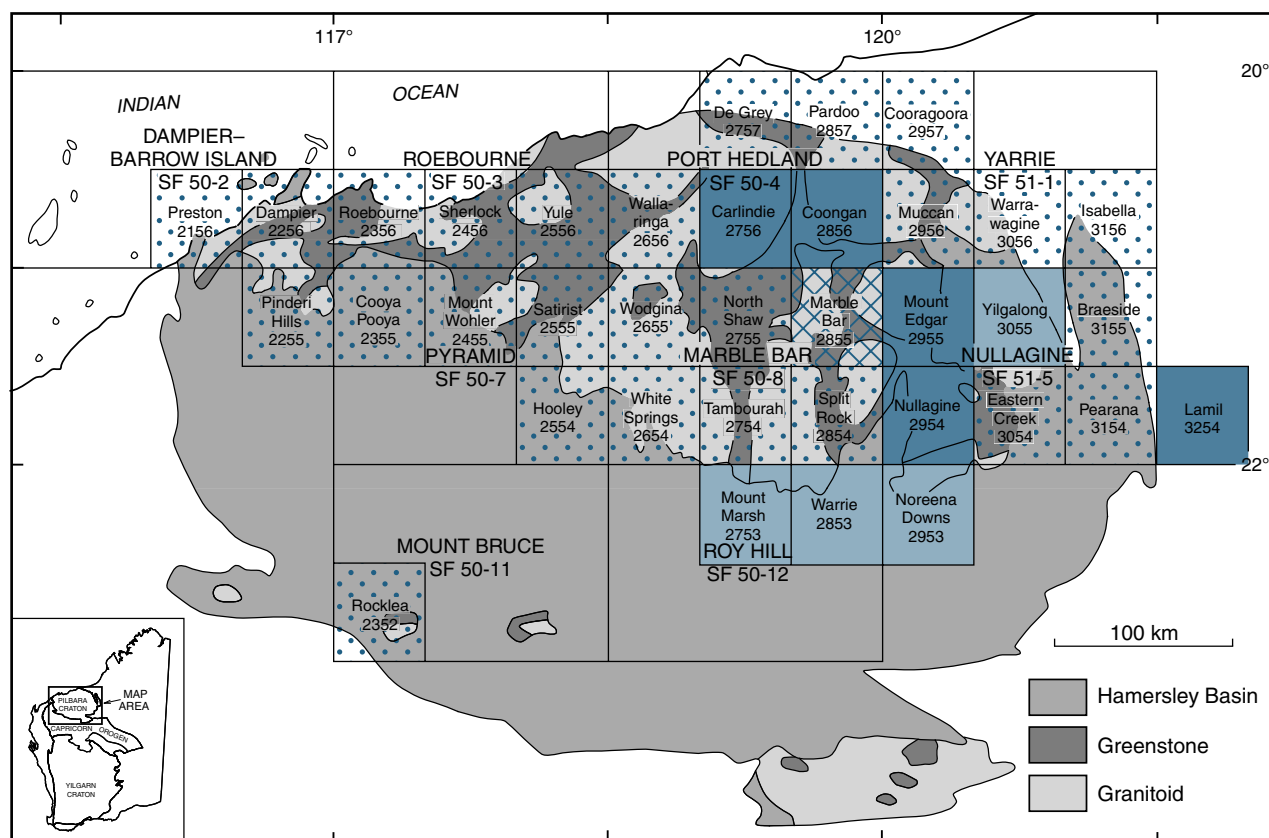 117°
120°
20°
INDIAN
OCEAN
De Grey
2757
Pardoo
2857
Cooragoora
2957
DAMPIER–
BARROW ISLAND
SF 50-2
ROEBOURNE
SF 50-3
PORT HEDLAND
SF 50-4
YARRIE
SF 51-1
Preston
2156
Dampier
2256
Roebourne
2356
Sherlock
2456
Yule
2556
Walla-
ringa
2656
Carlindie
2756
Coongan
2856
Muccan
2956
Warra-
wagine
3056
Isabella
3156
Pinderi
Hills
2255
Cooya
Pooya
2355
Mount
Wohler
2455
Satirist
2555
Wodgina
2655
North
Shaw
2755
Marble
Bar
2855
Mount
Edgar
2955
Yilgalong
3055
Braeside
3155
PYRAMID
SF 50-7
MARBLE BAR
SF 50-8
NULLAGINE
SF 51-5
Hooley
2554
White
Springs
2654
Tambourah
2754
Split
Rock
2854
Nullagine
2954
Eastern
Creek
3054
Pearana
3154
Lamil
3254
22°
Mount
Marsh
2753
Warrie
2853
Noreena
Downs
2953
MOUNT BRUCE
SF 50-11
ROY HILL
SF 50-12
Rocklea
2352
100 km
PILBARA
CRATON
MAP
AREA
CAPRICORN OROGEN
YILGARN
CRATON
Hamersley Basin
Greenstone
Granitoid